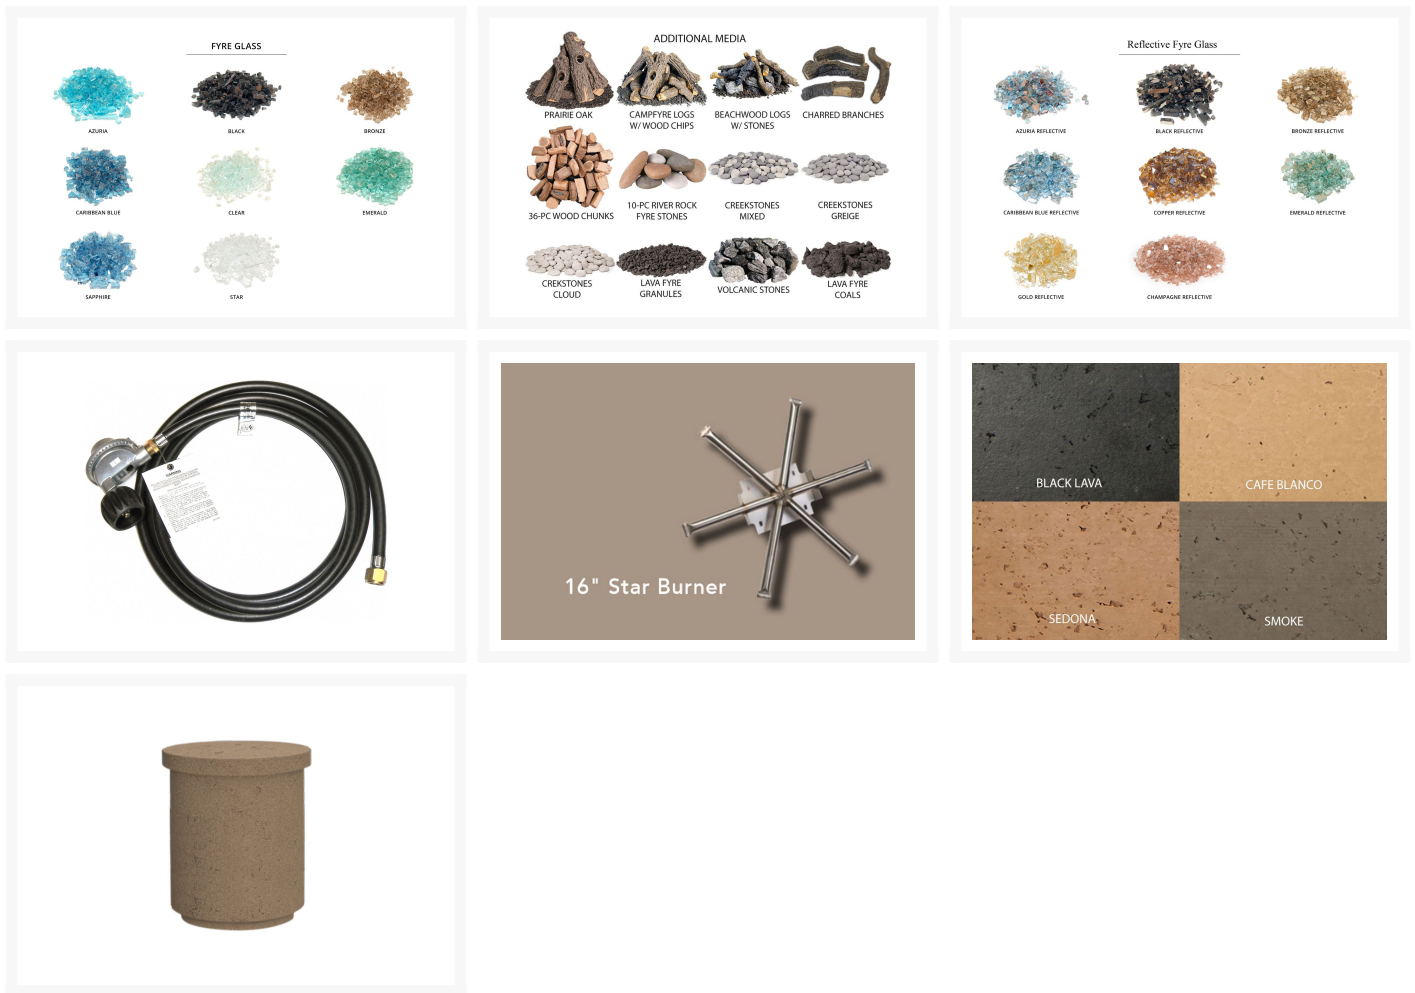 FYRE GLASS
AZURIA
BLACK
BRONZE
CARIBBEAN BLUE
CLEAR
EMERALD
SAPPHIRE
STAR
ADDITIONAL MEDIA
PRAIRIE OAK
CAMPFYRE LOGS
W/ WOOD CHIPS
BEACHWOOD LOGS
W/ STONES
CHARRED BRANCHES
36-PC WOOD CHUNKS
10-PC RIVER ROCK
FYRE STONES
CREEKSTONES
MIXED
CREEKSTONES
GREIGE
CREKSTONES
CLOUD
LAVA FYRE
GRANULES
VOLCANIC STONES
LAVA FYRE
COALS
Reflective Fyre Glass
AZURIA REFLECTIVE
BLACK REFLECTIVE
BRONZE REFLECTIVE
CARIBBEAN BLUE REFLECTIVE
COPPER REFLECTIVE
EMERALD REFLECTIVE
GOLD REFLECTIVE
CHAMPAGNE REFLECTIVE
16" Star Burner
BLACK LAVA
CAFE BLANCO
SEDONA
SMOKE